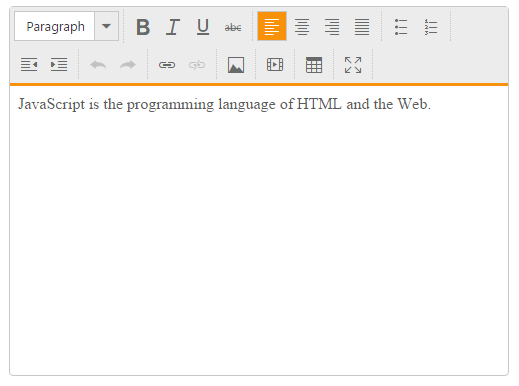 Paragraph
B I U abc
JavaScript is the programming language of HTML and the Web.